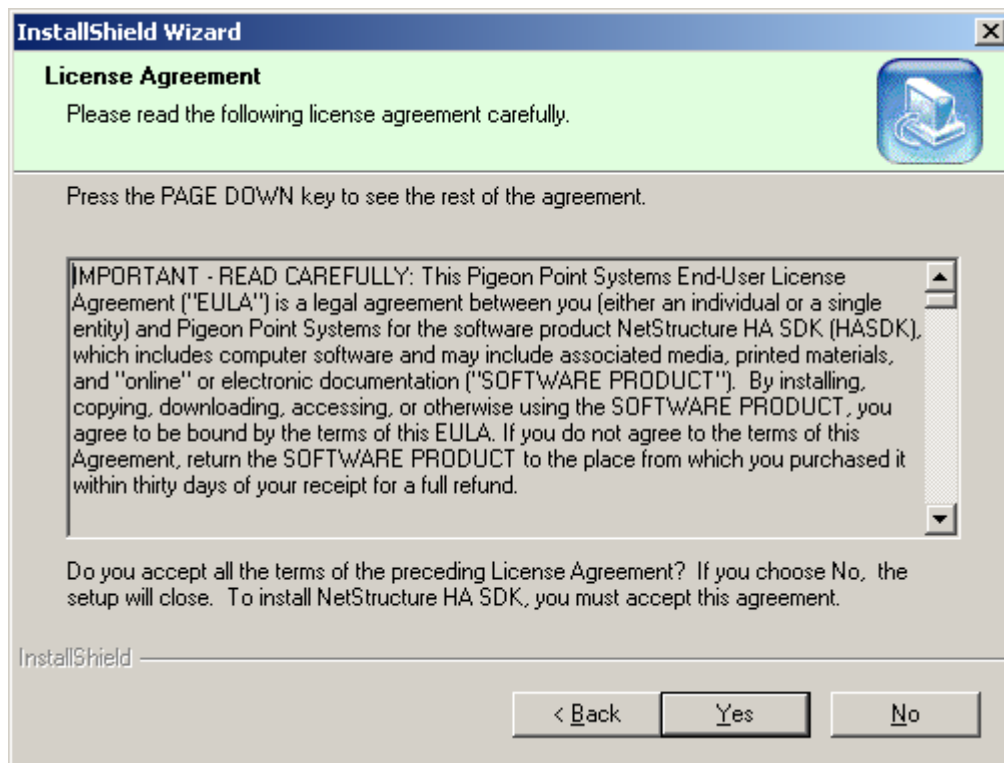 InstallShield Wizard
License Agreement
Please read the following license agreement carefully.
Press the PAGE DOWN key to see the rest of the agreement.
IMPORTANT - READ CAREFULLY: This Pigeon Point Systems End-User License
Agreement ("EULA") is a legal agreement between you (either an individual or a single
entity) and Pigeon Point Systems for the software product NetStructure HA SDK (HASDK),
which includes computer software and may include associated media, printed materials,
and "online" or electronic documentation ("SOFTWARE PRODUCT").  By installing,
copying, downloading, accessing, or otherwise using the SOFTWARE PRODUCT, you
agree to be bound by the terms of this EULA. If you do not agree to the terms of this
Agreement, return the SOFTWARE PRODUCT to the place from which you purchased it
within thirty days of your receipt for a full refund.
Do you accept all the terms of the preceding License Agreement?  If you choose No,  the
setup will close.  To install NetStructure HA SDK, you must accept this agreement.
InstallShield
< Back Yes No